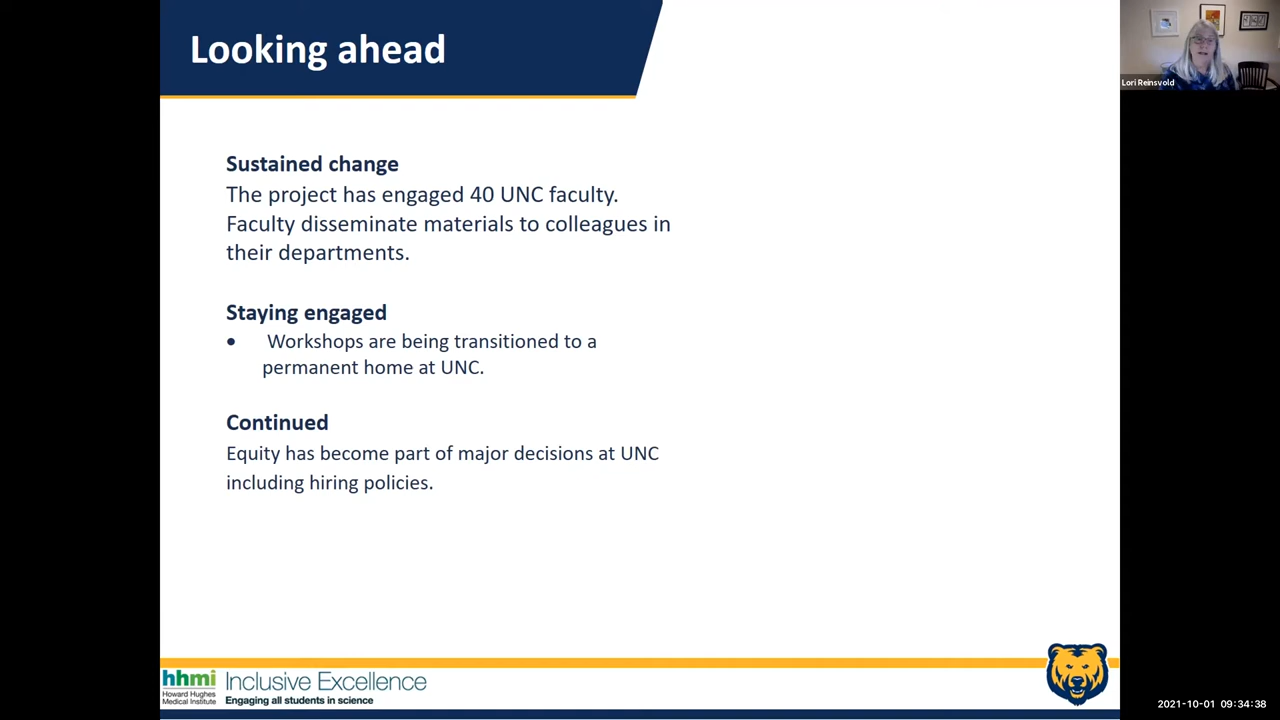 Looking ahead
Lori Reinsvold
Sustained change
The project has engaged 40 UNC faculty.
Faculty disseminate materials to colleagues in
their departments.
Staying engaged
• Workshops are being transitioned to a
permanent home at UNC.
Continued
Equity has become part of major decisions at UNC
including hiring policies.
hhmi
Howard Hughes
Medical Institute
Inclusive Excellence
Engaging all students in science
2021-10-01 09:34:38